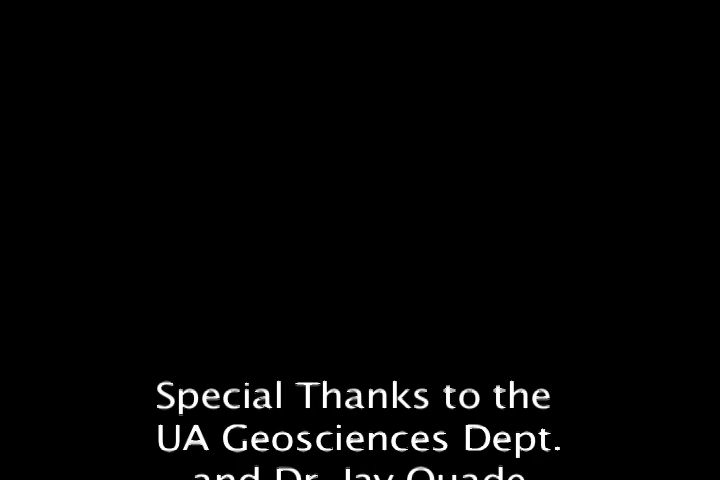 Special Thanks to the
UA Geosciences Dept.
and Dr. Jay Quade